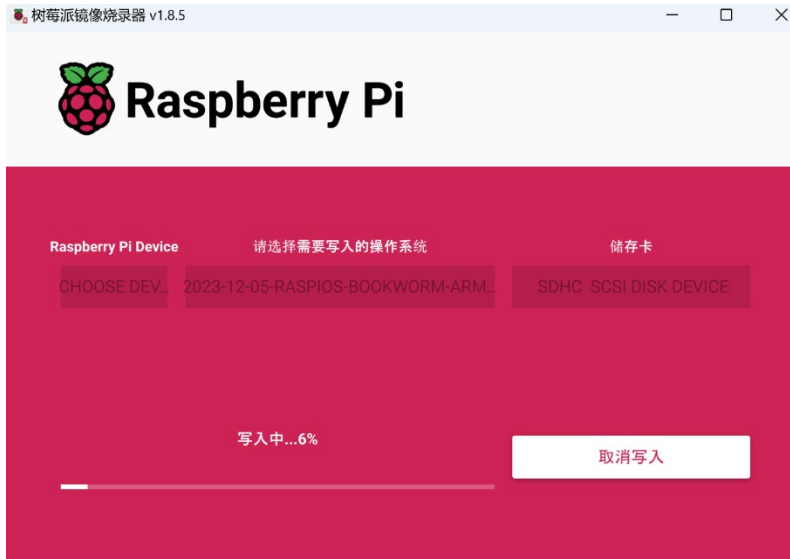 树莓派镜像烧录器 v1.8.5
Raspberry Pi
Raspberry Pi Device
请选择需要写入的操作系统
储存卡
CHOOSE DEV...
2023-12-05-RASPIOS-BOOKWORM-ARM...
SDHC SCSI DISK DEVICE
写入中...6%
取消写入